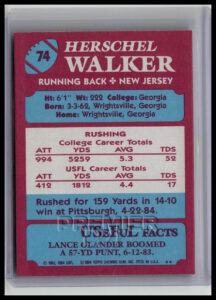 74
HERSCHEL
WALKER
RUNNING BACK ✚ NEW JERSEY
Ht: 6'1" Wt: 222 College: Georgia
Born: 3-3-62, Wrightsville, Georgia
Home: Wrightsville, Georgia
RUSHING
College Career Totals
ATT YDS AVG TDS
994 5259 5.3 52
USFL Career Totals
ATT YDS AVG TDS
412 1812 4.4 17
Rushed for 159 Yards in 14-10
win at Pittsburgh, 4-22-84.
PREMIER
USEFUL FACTS
LANCE OLANDER BOOMED
A 57-YD PUNT, 6-12-83.